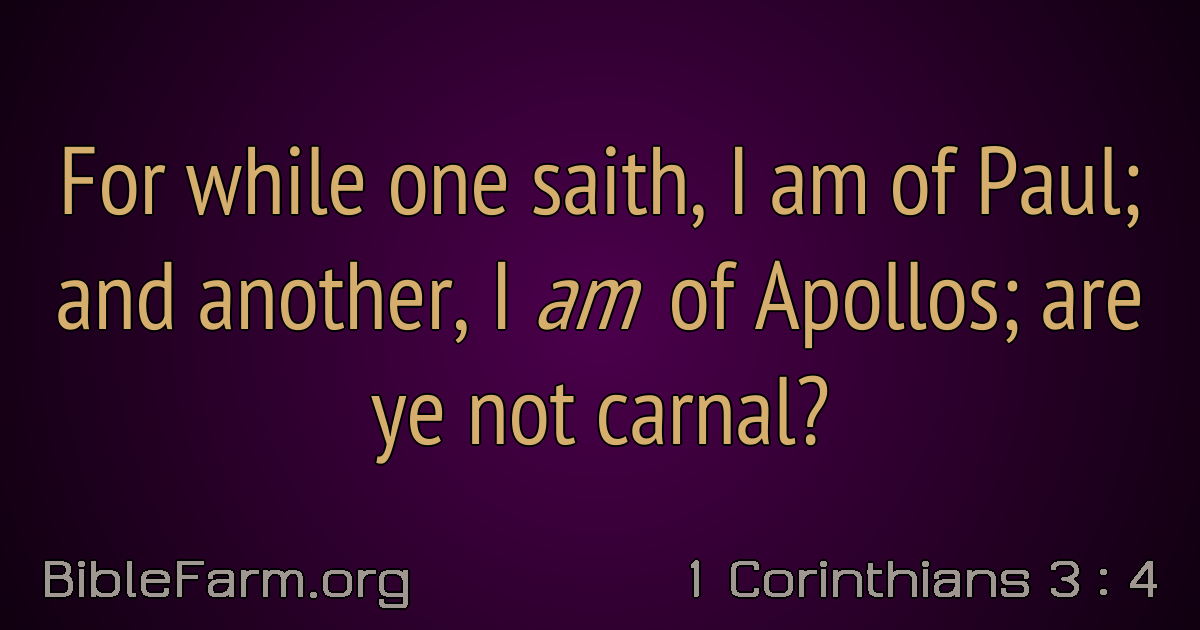 For while one saith, I am of Paul;
and another, I am of Apollos; are
ye not carnal?
BibleFarm.org
1 Corinthians 3 : 4